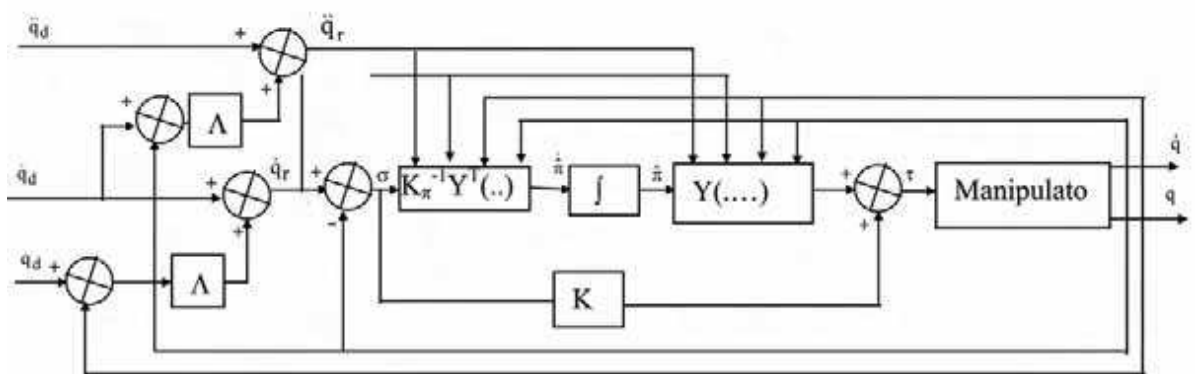 q̈d + q̈r
+
+ Λ
q̇
q̇d + q̇r + σ Kπ⁻¹Yᵀ(..) π̂̇ ∫ π̂ Y(....) + τ Manipulato
q
+ - +
qd + Λ
K